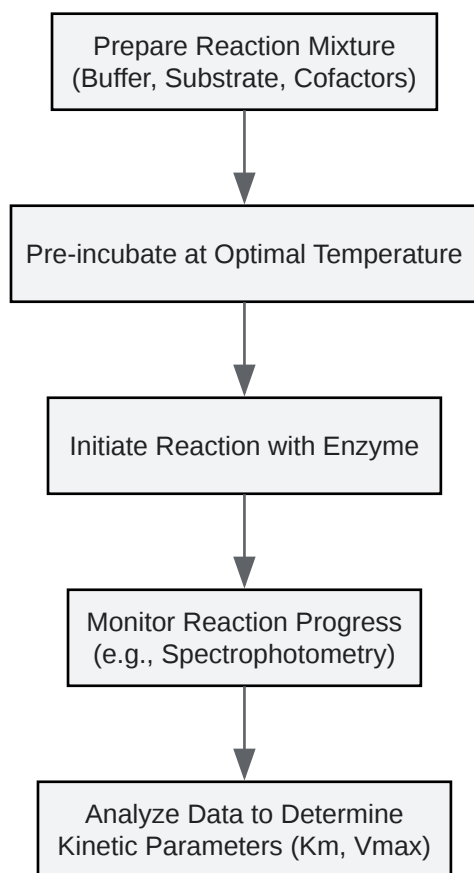 Prepare Reaction Mixture
(Buffer, Substrate, Cofactors)
Pre-incubate at Optimal Temperature
Initiate Reaction with Enzyme
Monitor Reaction Progress
(e.g., Spectrophotometry)
Analyze Data to Determine
Kinetic Parameters (Km, Vmax)